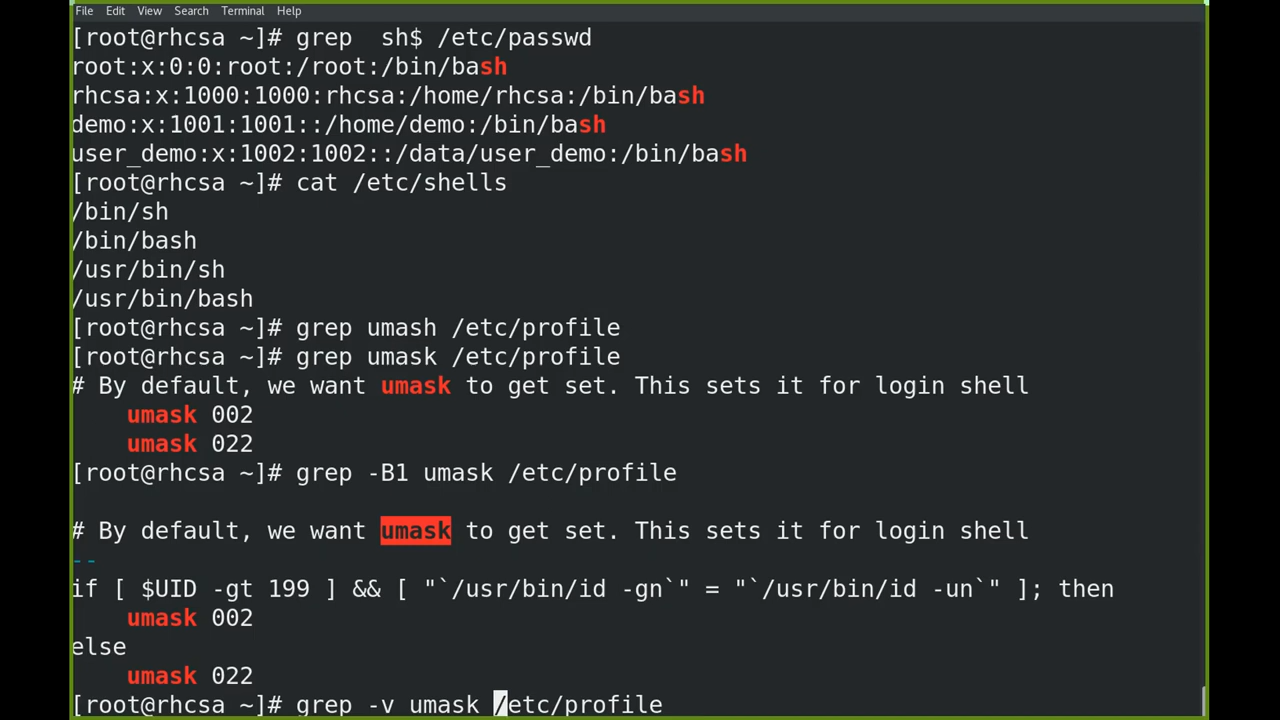 File Edit View Search Terminal Help
[root@rhcsa ~]# grep  sh$ /etc/passwd
root:x:0:0:root:/root:/bin/bash
rhcsa:x:1000:1000:rhcsa:/home/rhcsa:/bin/bash
demo:x:1001:1001::/home/demo:/bin/bash
user_demo:x:1002:1002::/data/user_demo:/bin/bash
[root@rhcsa ~]# cat /etc/shells
/bin/sh
/bin/bash
/usr/bin/sh
/usr/bin/bash
[root@rhcsa ~]# grep umash /etc/profile
[root@rhcsa ~]# grep umask /etc/profile
# By default, we want umask to get set. This sets it for login shell
    umask 002
    umask 022
[root@rhcsa ~]# grep -B1 umask /etc/profile

# By default, we want umask to get set. This sets it for login shell
--
if [ $UID -gt 199 ] && [ "`/usr/bin/id -gn`" = "`/usr/bin/id -un`" ]; then
    umask 002
else
    umask 022
[root@rhcsa ~]# grep -v umask /etc/profile